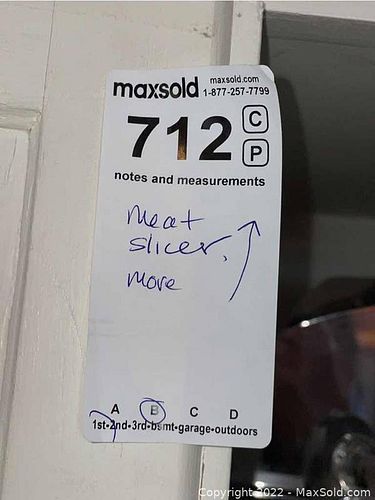 maxsold maxsold.com
1-877-257-7799
712 C
P
notes and measurements
meat
slicer,
more
A B C D
1st-2nd-3rd-bsmt-garage-outdoors
Copyright © 2022 - MaxSold.com